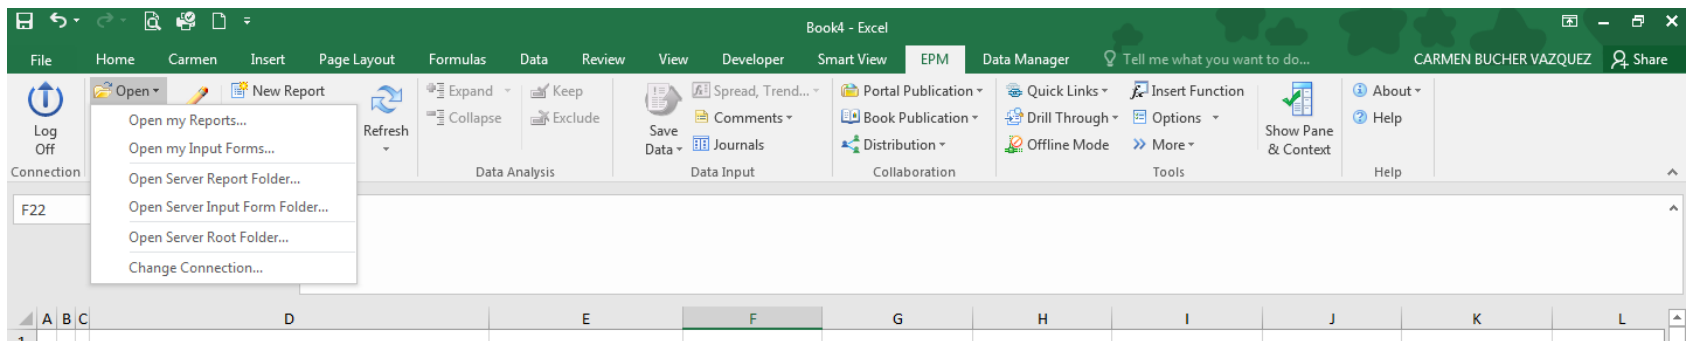 Book4 - Excel
File Home Carmen Insert Page Layout Formulas Data Review View Developer Smart View EPM Data Manager Tell me what you want to do... CARMEN BUCHER VAZQUEZ Share
Log Off
Connection
Open
New Report
Open my Reports...
Open my Input Forms...
Open Server Report Folder...
Open Server Input Form Folder...
Open Server Root Folder...
Change Connection...
Refresh
Expand
Collapse
Keep
Exclude
Data Analysis
Save Data
Spread, Trend...
Comments
Journals
Data Input
Portal Publication
Book Publication
Distribution
Collaboration
Quick Links
Drill Through
Offline Mode
Insert Function
Options
More
Tools
Show Pane & Context
About
Help
Help
F22
A B C D E F G H I J K L